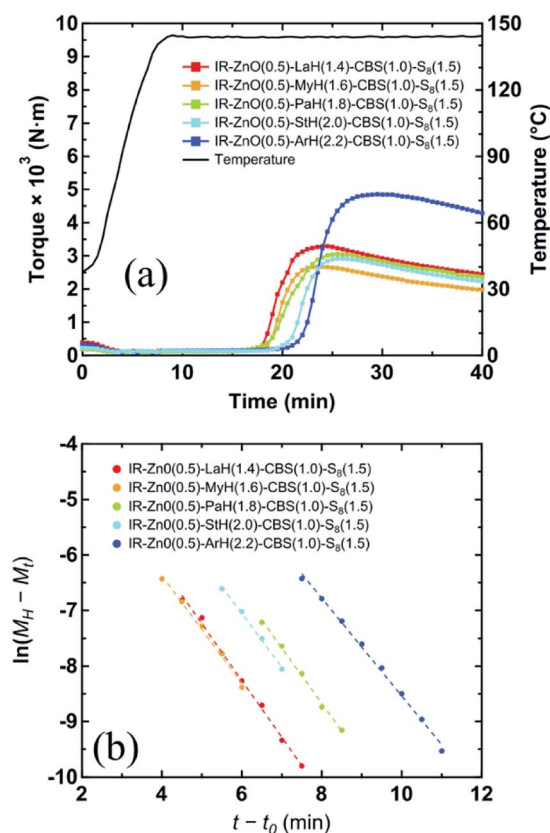 (a)
Torque × 10³ (N·m)
10
9
8
7
6
5
4
3
2
1
0
IR-ZnO(0.5)-LaH(1.4)-CBS(1.0)-S₈(1.5)
IR-ZnO(0.5)-MyH(1.6)-CBS(1.0)-S₈(1.5)
IR-ZnO(0.5)-PaH(1.8)-CBS(1.0)-S₈(1.5)
IR-ZnO(0.5)-StH(2.0)-CBS(1.0)-S₈(1.5)
IR-ZnO(0.5)-ArH(2.2)-CBS(1.0)-S₈(1.5)
Temperature
150
120
90
60
30
0
Temperature (°C)
0 10 20 30 40
Time (min)
(b)
ln(M_H − M_t)
-4
-5
-6
-7
-8
-9
-10
IR-Zn0(0.5)-LaH(1.4)-CBS(1.0)-S₈(1.5)
IR-Zn0(0.5)-MyH(1.6)-CBS(1.0)-S₈(1.5)
IR-Zn0(0.5)-PaH(1.8)-CBS(1.0)-S₈(1.5)
IR-Zn0(0.5)-StH(2.0)-CBS(1.0)-S₈(1.5)
IR-Zn0(0.5)-ArH(2.2)-CBS(1.0)-S₈(1.5)
2 4 6 8 10 12
t − t₀ (min)